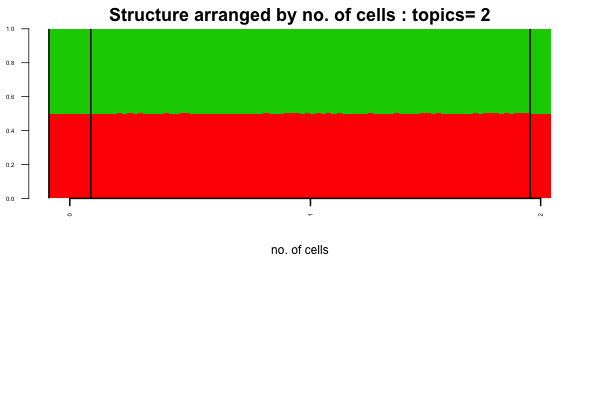 Structure arranged by no. of cells : topics= 2
1.0
0.8
0.6
0.4
0.2
0.0
0 1 2
no. of cells